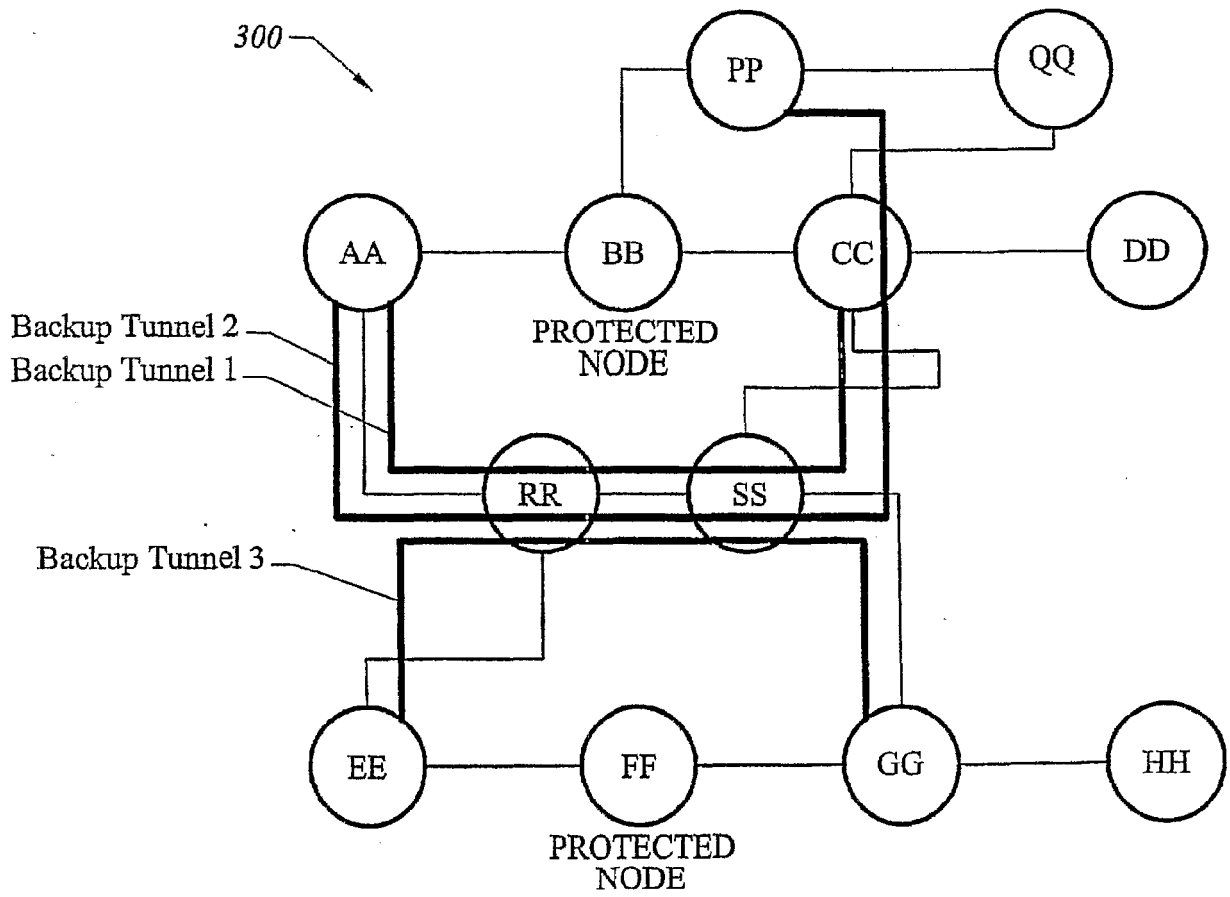 300
PP
QQ
AA
BB
CC
DD
PROTECTED
NODE
Backup Tunnel 2
Backup Tunnel 1
RR
SS
Backup Tunnel 3
EE
FF
GG
HH
PROTECTED
NODE